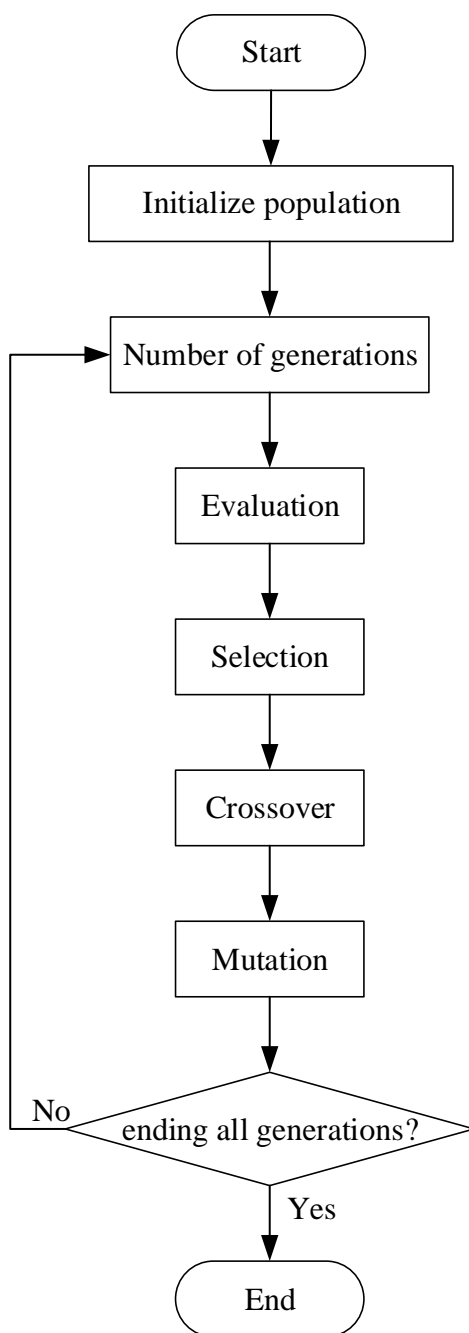 Start
Initialize population
Number of generations
Evaluation
Selection
Crossover
Mutation
No
ending all generations?
Yes
End